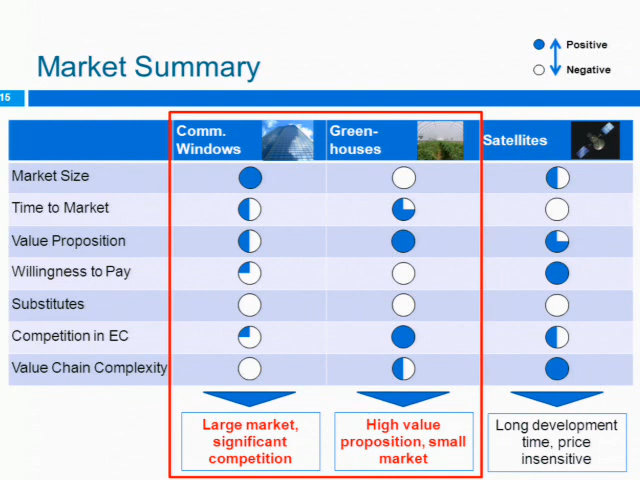 Positive
Negative
Market Summary
15
Comm.
Windows
Green-
houses
Satellites
Market Size
Time to Market
Value Proposition
Willingness to Pay
Substitutes
Competition in EC
Value Chain Complexity
Large market,
significant
competition
High value
proposition, small
market
Long development
time, price
insensitive